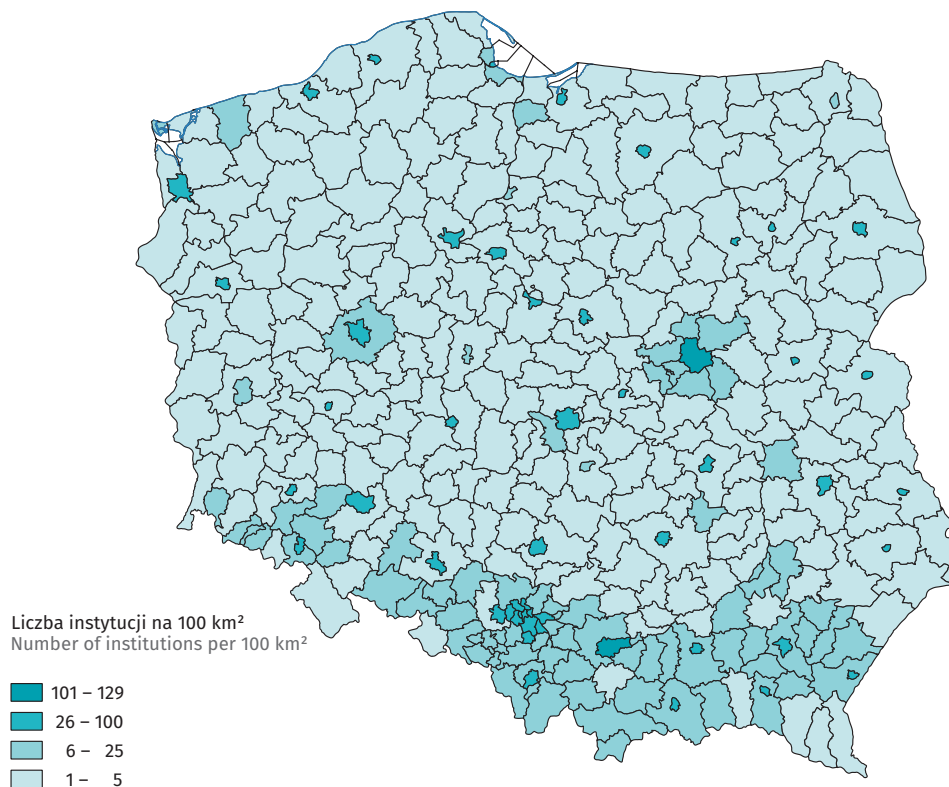 Liczba instytucji na 100 km²
Number of institutions per 100 km²
101 – 129
26 – 100
6 – 25
1 – 5